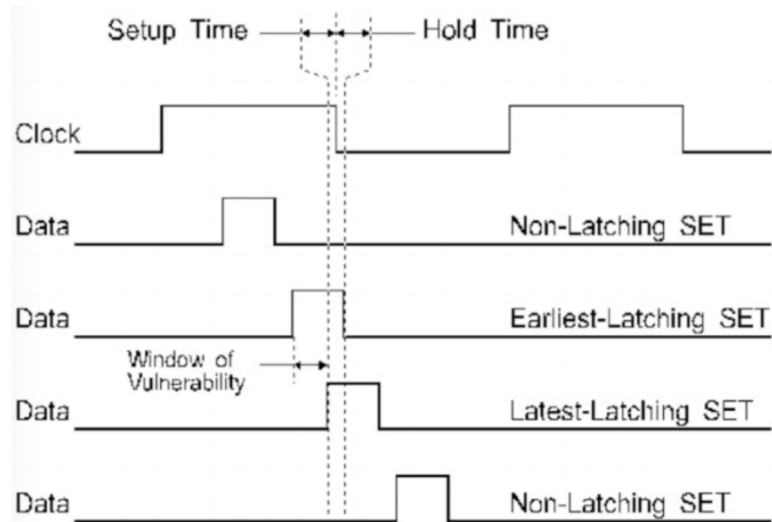 Setup Time
Hold Time
Clock
Data
Non-Latching SET
Data
Earliest-Latching SET
Window of
Vulnerability
Data
Latest-Latching SET
Data
Non-Latching SET